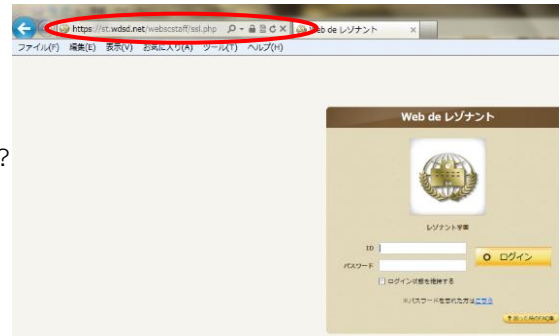 https://st.wdsd.net/webscstaff/ssl.php
Web de レゾナント
ファイル(F) 編集(E) 表示(V) お気に入り(A) ツール(T) ヘルプ(H)
Web de レゾナント
?
レゾナント学園
ID
パスワード
ログイン
ログイン状態を維持する
※パスワードを忘れた方はこちら